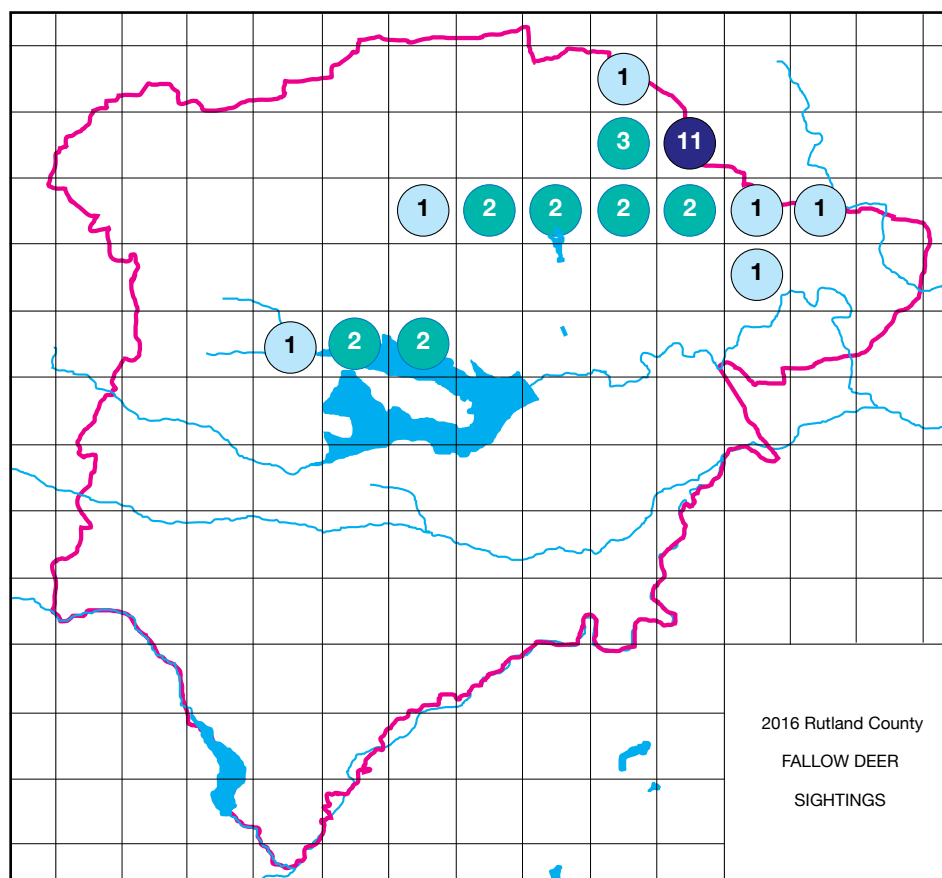 1
3 11
1 2 2 2 2 1 1
1
1 2 2
2016 Rutland County
FALLOW DEER
SIGHTINGS